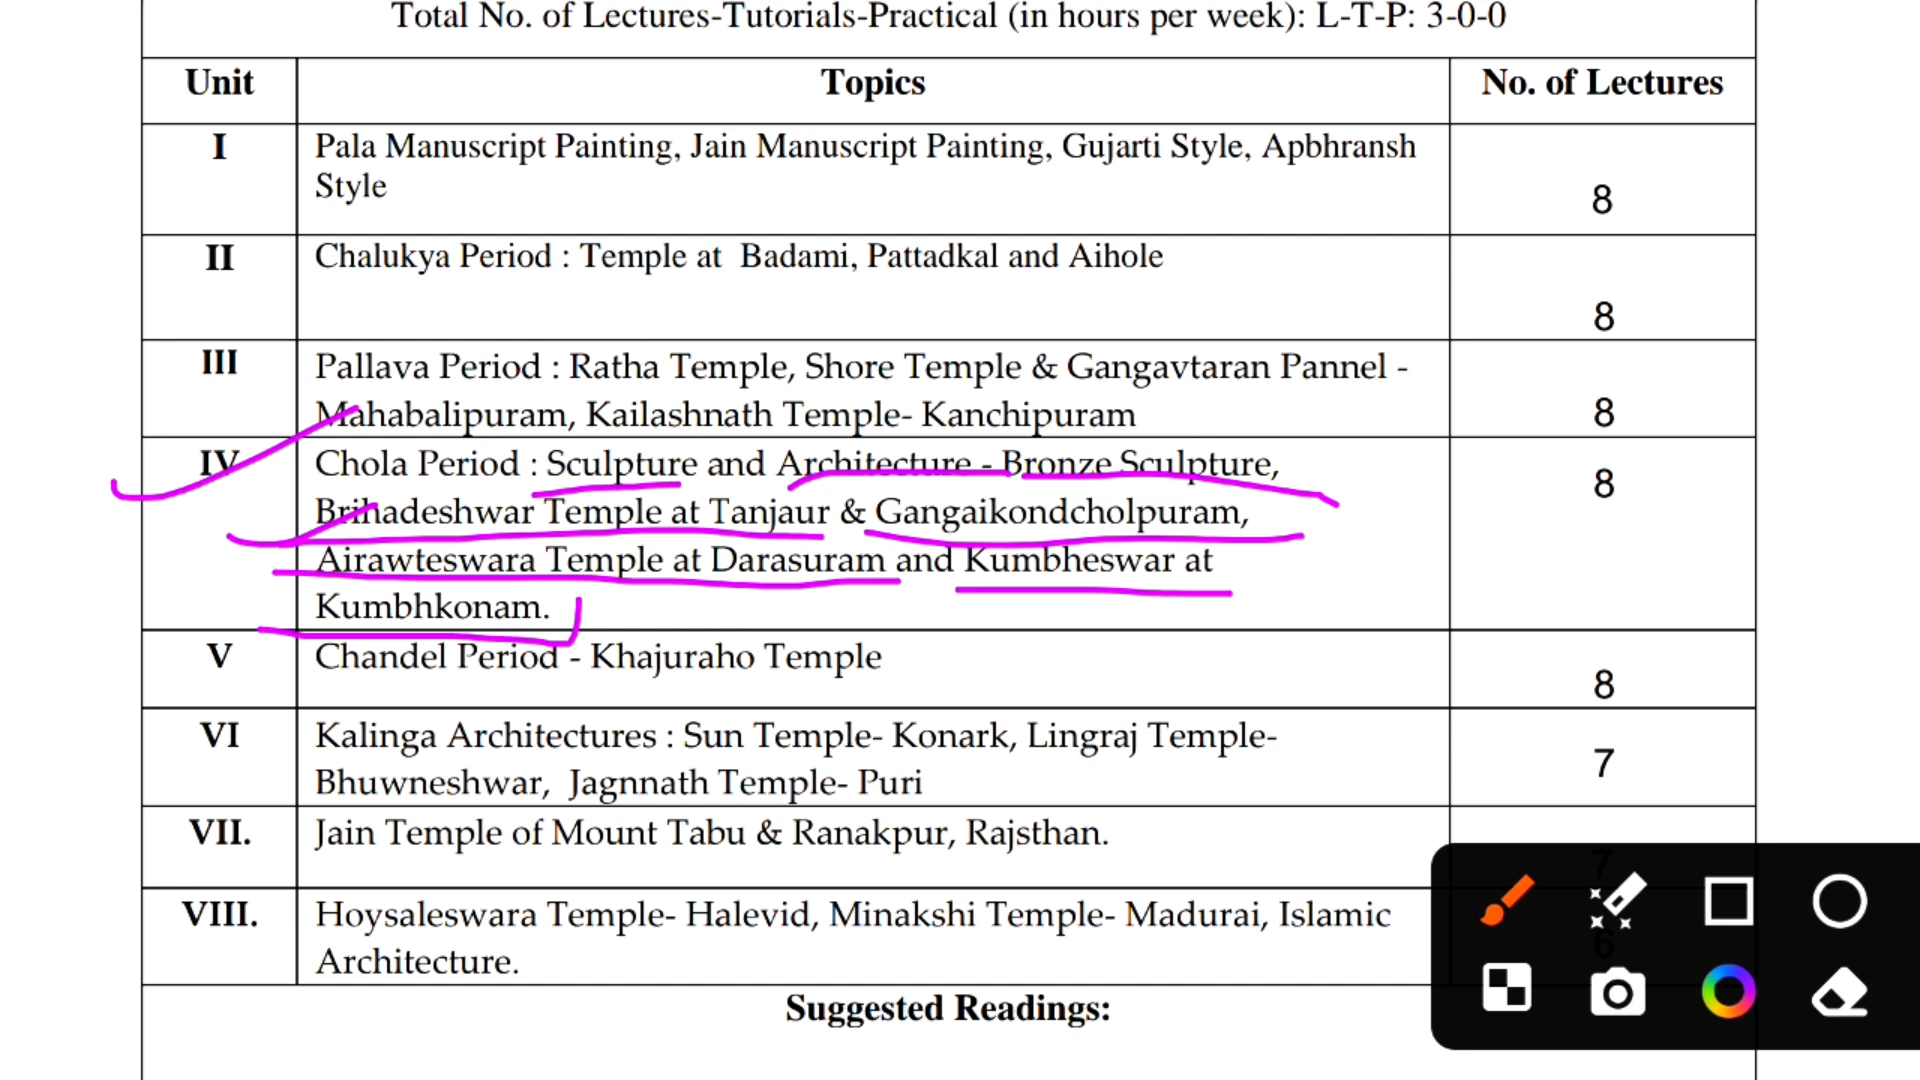 Total No. of Lectures-Tutorials-Practical (in hours per week): L-T-P: 3-0-0
Unit Topics No. of Lectures
I Pala Manuscript Painting, Jain Manuscript Painting, Gujarti Style, Apbhransh
Style
8
II Chalukya Period : Temple at Badami, Pattadkal and Aihole
8
III Pallava Period : Ratha Temple, Shore Temple & Gangavtaran Pannel -
Mahabalipuram, Kailashnath Temple- Kanchipuram 8
IV Chola Period : Sculpture and Architecture - Bronze Sculpture,
8
Brihadeshwar Temple at Tanjaur & Gangaikondcholpuram,
Airawteswara Temple at Darasuram and Kumbheswar at
Kumbhkonam.
V Chandel Period - Khajuraho Temple
8
VI Kalinga Architectures : Sun Temple- Konark, Lingraj Temple-
7
Bhuwneshwar, Jagnnath Temple- Puri
VII. Jain Temple of Mount Tabu & Ranakpur, Rajsthan.
7
VIII. Hoysaleswara Temple- Halevid, Minakshi Temple- Madurai, Islamic
6
Architecture.
Suggested Readings: